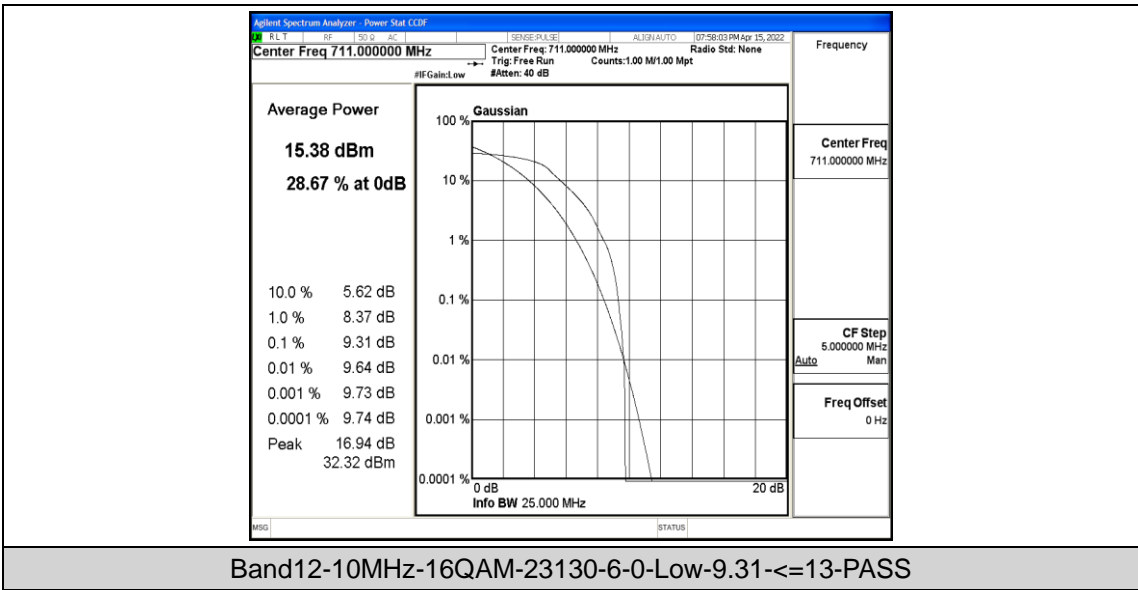 Agilent Spectrum Analyzer - Power Stat CCDF
LXI RLT RF 50 Ω AC SENSE:PULSE ALIGN AUTO 07:58:03 PM Apr 15, 2022
Center Freq 711.000000 MHz
Center Freq: 711.000000 MHz Radio Std: None
Trig: Free Run Counts:1.00 M/1.00 Mpt
#IFGain:Low #Atten: 40 dB
Frequency
Center Freq
711.000000 MHz
CF Step
5.000000 MHz
Auto Man
Freq Offset
0 Hz
Average Power
15.38 dBm
28.67 % at 0dB
10.0 % 5.62 dB
1.0 % 8.37 dB
0.1 % 9.31 dB
0.01 % 9.64 dB
0.001 % 9.73 dB
0.0001 % 9.74 dB
Peak 16.94 dB
32.32 dBm
Gaussian
100 %
10 %
1 %
0.1 %
0.01 %
0.001 %
0.0001 %
0 dB 20 dB
Info BW 25.000 MHz
MSG STATUS
Band12-10MHz-16QAM-23130-6-0-Low-9.31-<=13-PASS